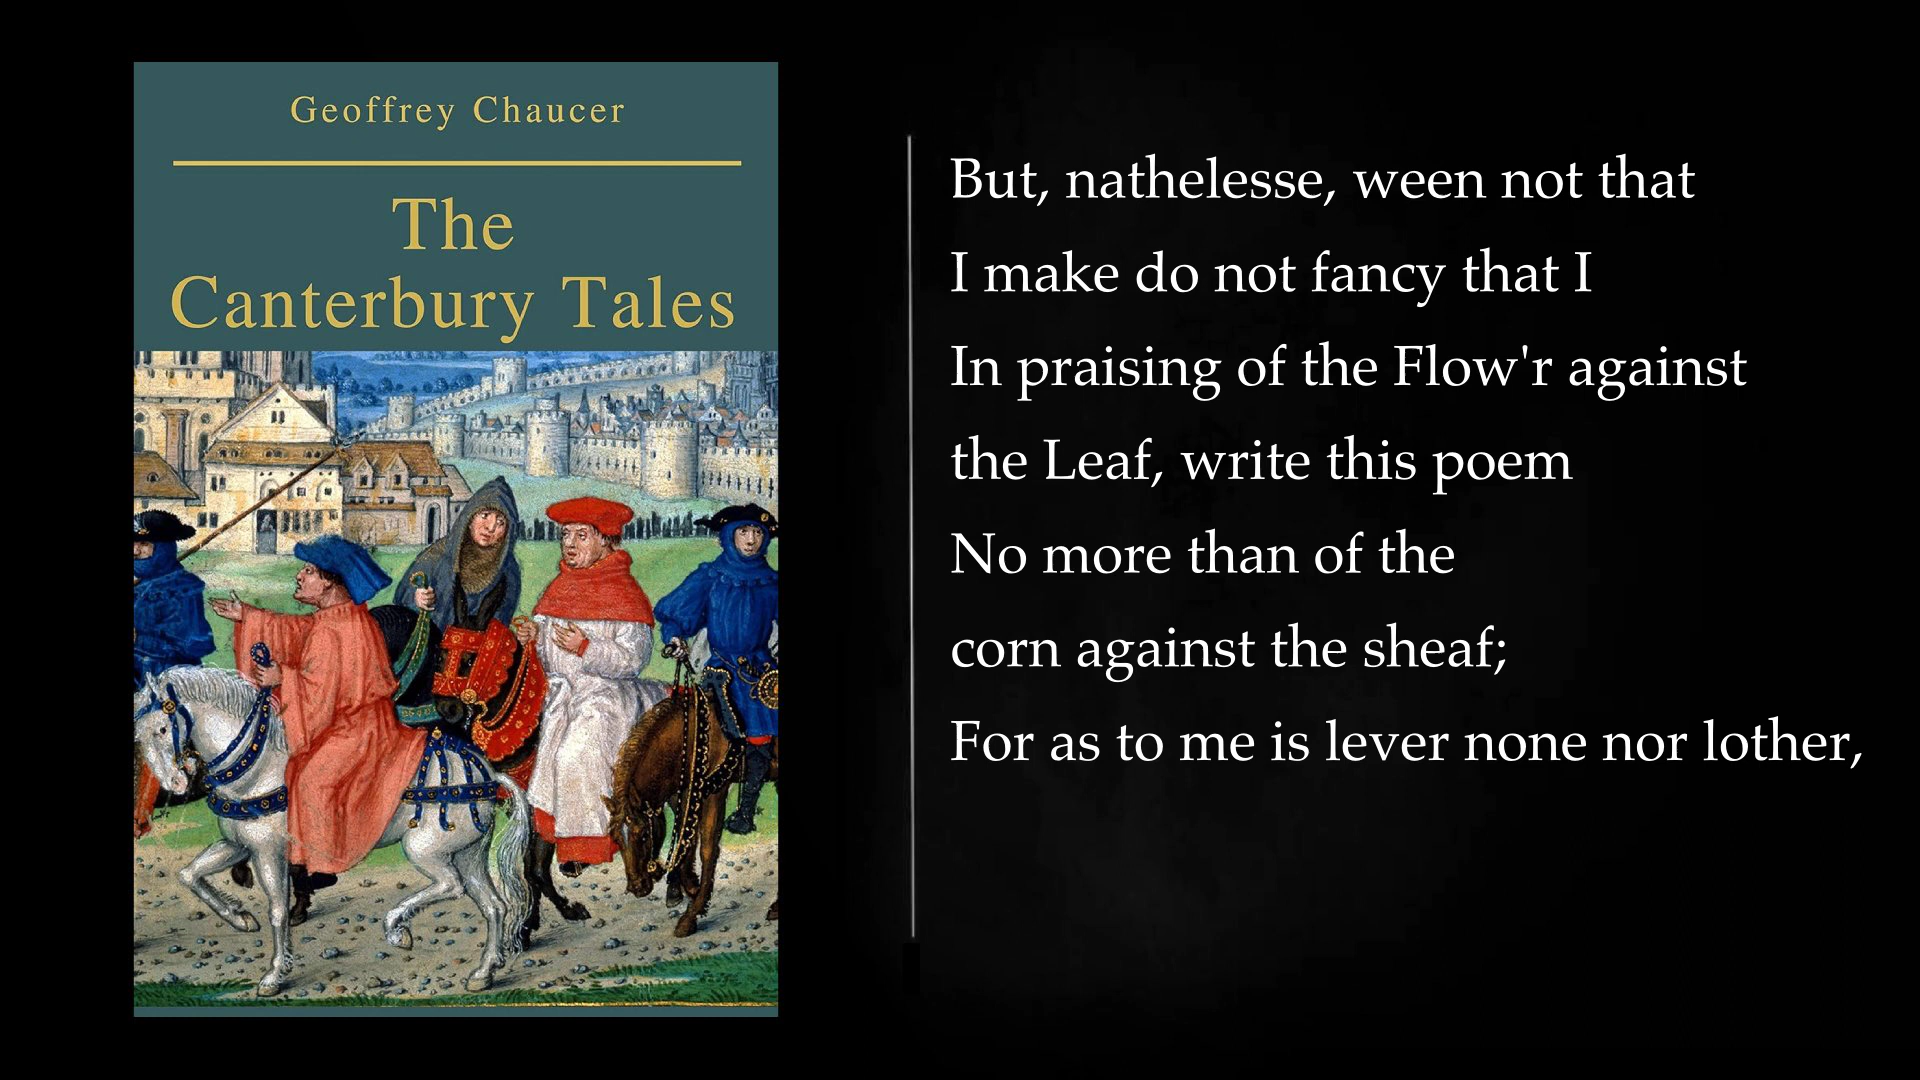 Geoffrey Chaucer
The
Canterbury Tales
But, nathelesse, ween not that
I make do not fancy that I
In praising of the Flow'r against
the Leaf, write this poem
No more than of the
corn against the sheaf;
For as to me is lever none nor lother,